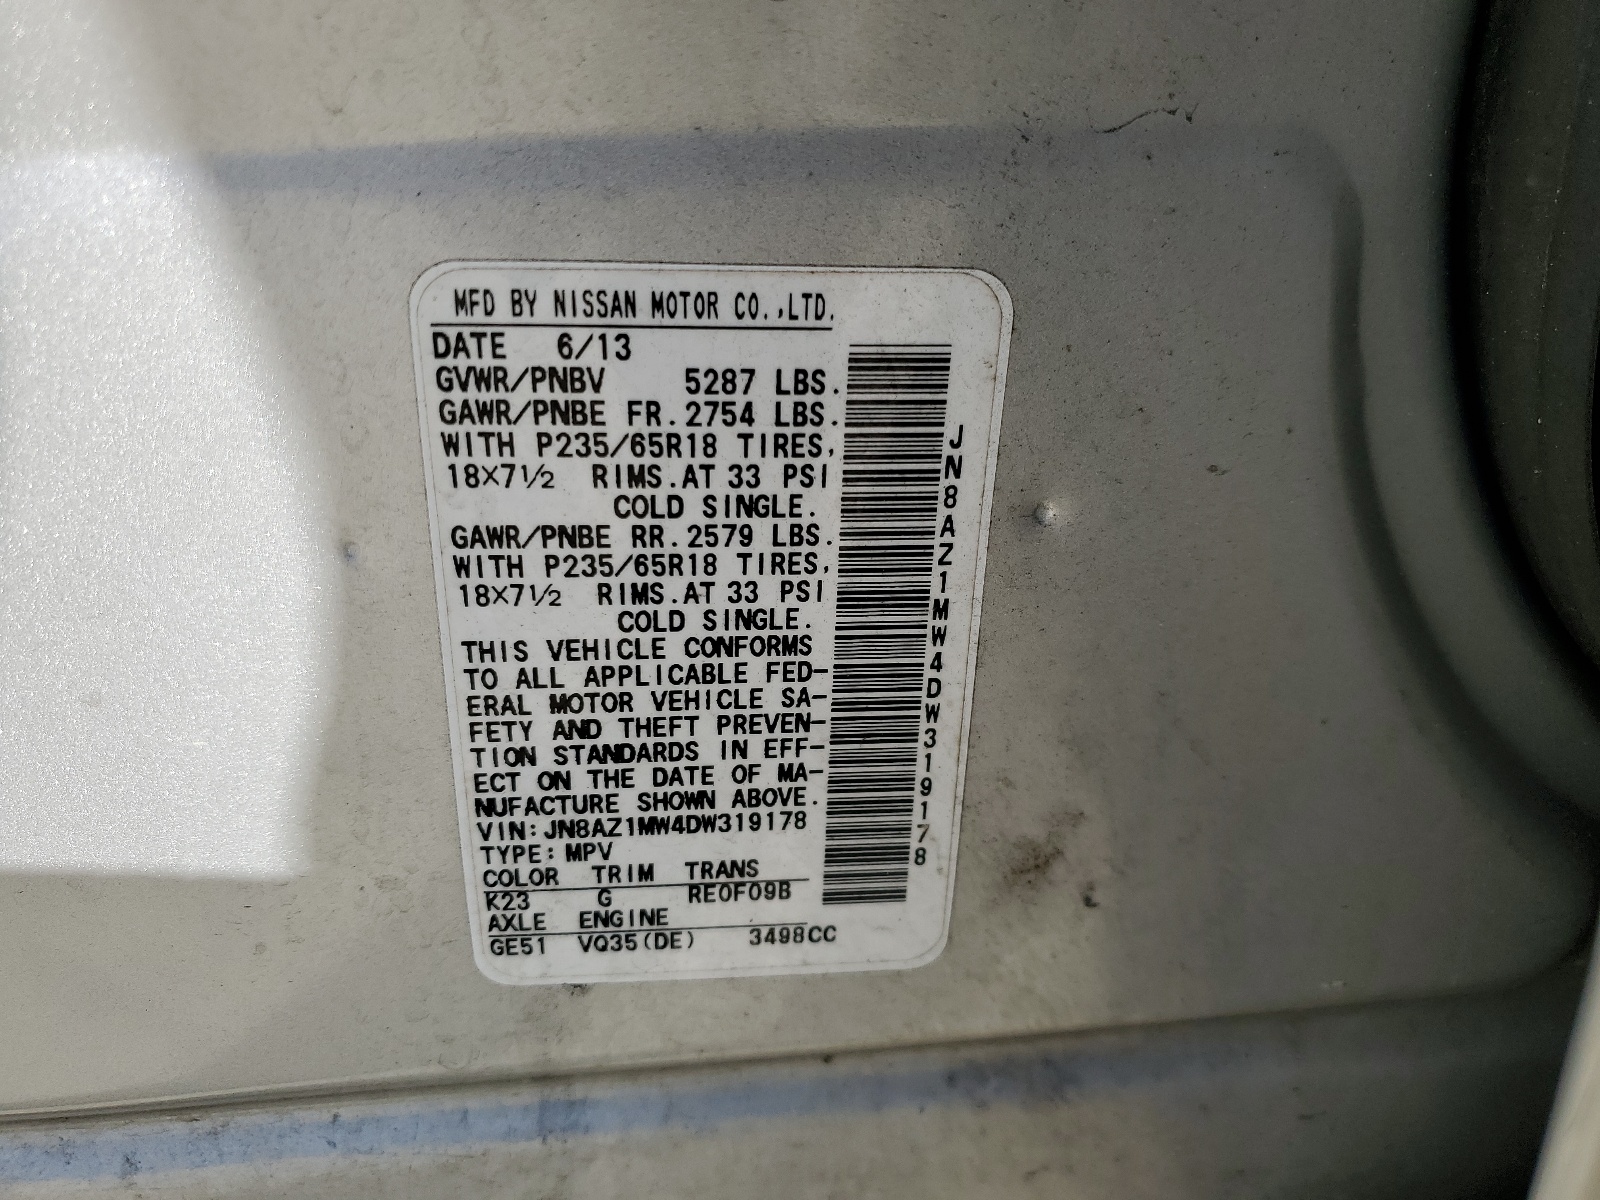 MFD BY NISSAN MOTOR CO.,LTD.
DATE 6/13
GVWR/PNBV 5287 LBS.
GAWR/PNBE FR. 2754 LBS.
WITH P235/65R18 TIRES,
18×7½ RIMS.AT 33 PSI
COLD SINGLE.
GAWR/PNBE RR. 2579 LBS.
WITH P235/65R18 TIRES,
18×7½ RIMS.AT 33 PSI
COLD SINGLE.
THIS VEHICLE CONFORMS
TO ALL APPLICABLE FED-
ERAL MOTOR VEHICLE SA-
FETY AND THEFT PREVEN-
TION STANDARDS IN EFF-
ECT ON THE DATE OF MA-
NUFACTURE SHOWN ABOVE.
VIN: JN8AZ1MW4DW319178
TYPE: MPV
COLOR TRIM TRANS
K23 G RE0F09B
AXLE ENGINE
GE51 VQ35(DE) 3498CC
JN8AZ1MW4DW319178